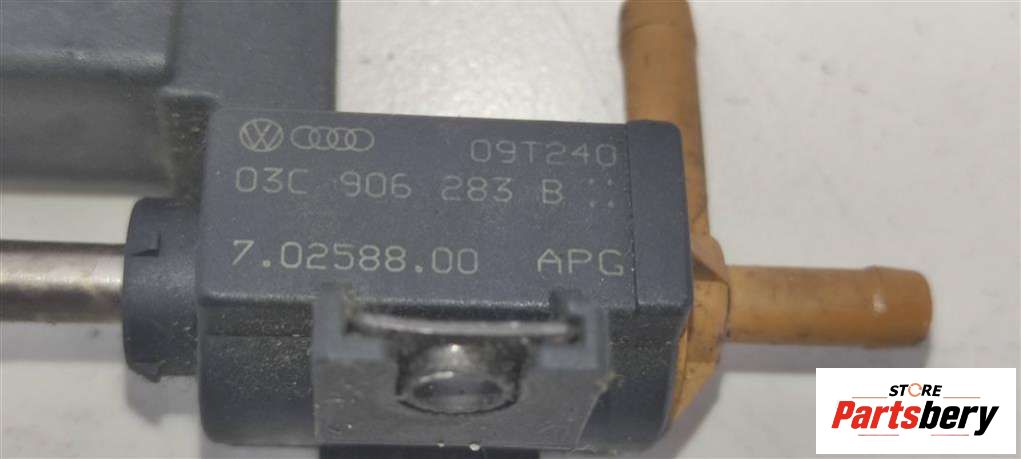 09T240
03C 906 283 B
7.02588.00 APG
STORE
Partsbery